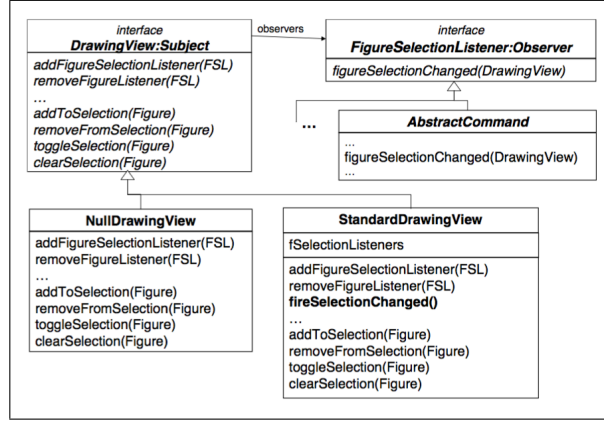 interface
DrawingView:Subject
addFigureSelectionListener(FSL)
removeFigureListener(FSL)
...
addToSelection(Figure)
removeFromSelection(Figure)
toggleSelection(Figure)
clearSelection(Figure)
observers
interface
FigureSelectionListener:Observer
figureSelectionChanged(DrawingView)
...
AbstractCommand
...
figureSelectionChanged(DrawingView)
...
NullDrawingView
addFigureSelectionListener(FSL)
removeFigureListener(FSL)
...
addToSelection(Figure)
removeFromSelection(Figure)
toggleSelection(Figure)
clearSelection(Figure)
StandardDrawingView
fSelectionListeners
addFigureSelectionListener(FSL)
removeFigureListener(FSL)
fireSelectionChanged()
...
addToSelection(Figure)
removeFromSelection(Figure)
toggleSelection(Figure)
clearSelection(Figure)